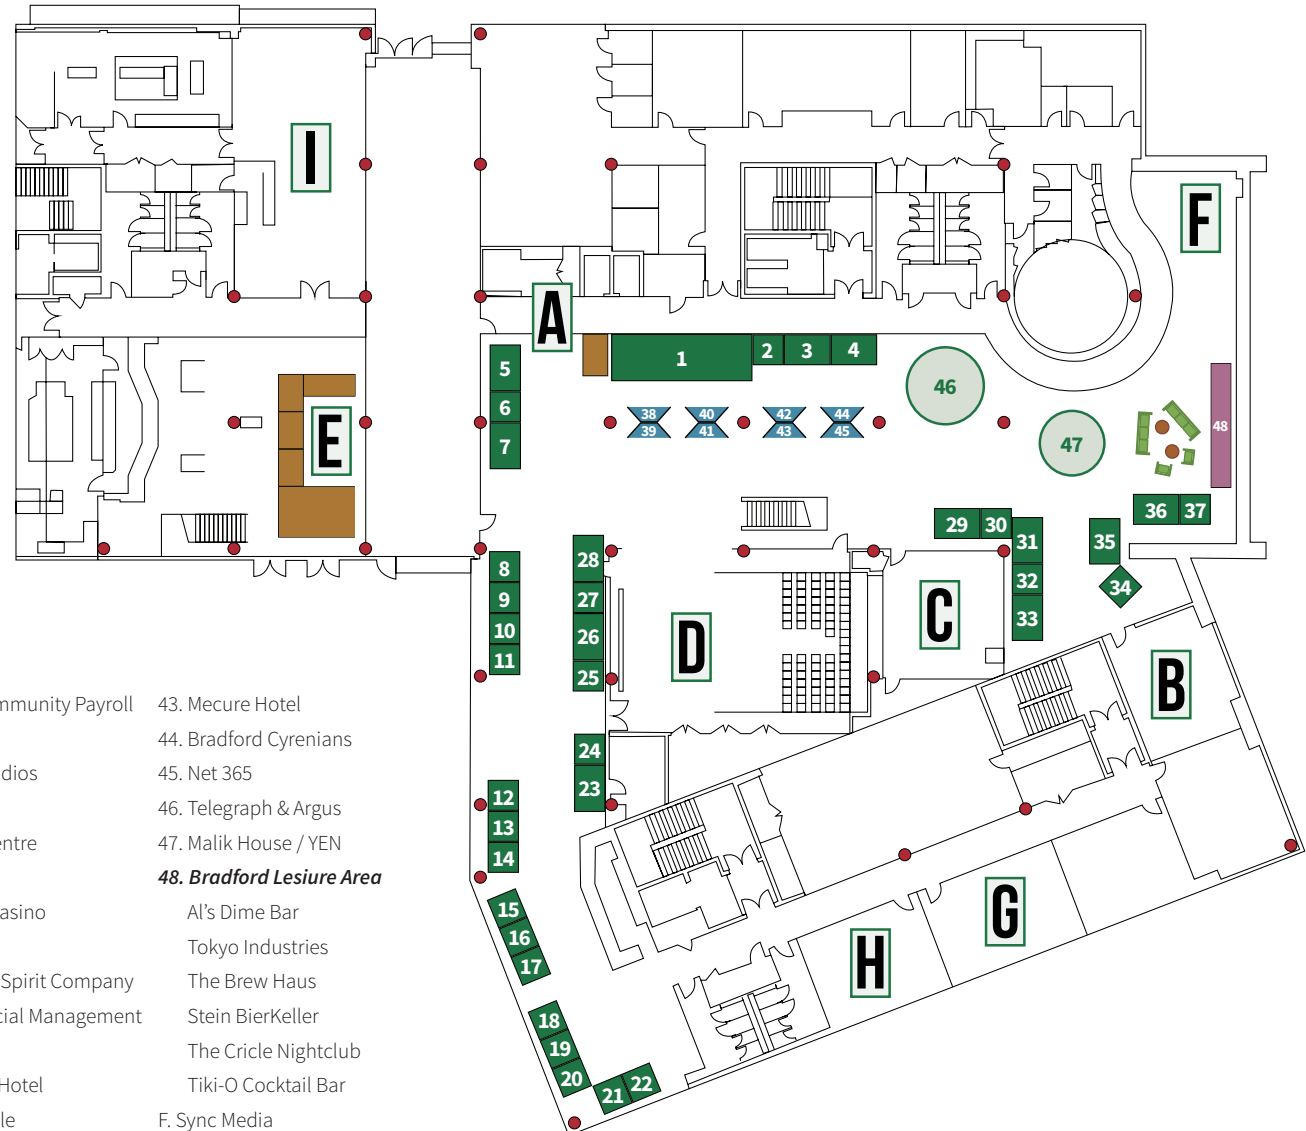 I
F
A
1
2
3
4
5
6
7
46
38
40
42
44
39
41
43
45
47
48
E
36
37
29
30
31
35
8
28
32
34
9
27
33
10
26
11
25
D
C
B
24
23
12
13
14
15
16
17
18
19
20
21
22
H
G
mmunity Payroll
dios
entre
asino
Spirit Company
cial Management
Hotel
le
43. Mecure Hotel
44. Bradford Cyrenians
45. Net 365
46. Telegraph & Argus
47. Malik House / YEN
48. Bradford Lesiure Area
Al's Dime Bar
Tokyo Industries
The Brew Haus
Stein BierKeller
The Cricle Nightclub
Tiki-O Cocktail Bar
F. Sync Media